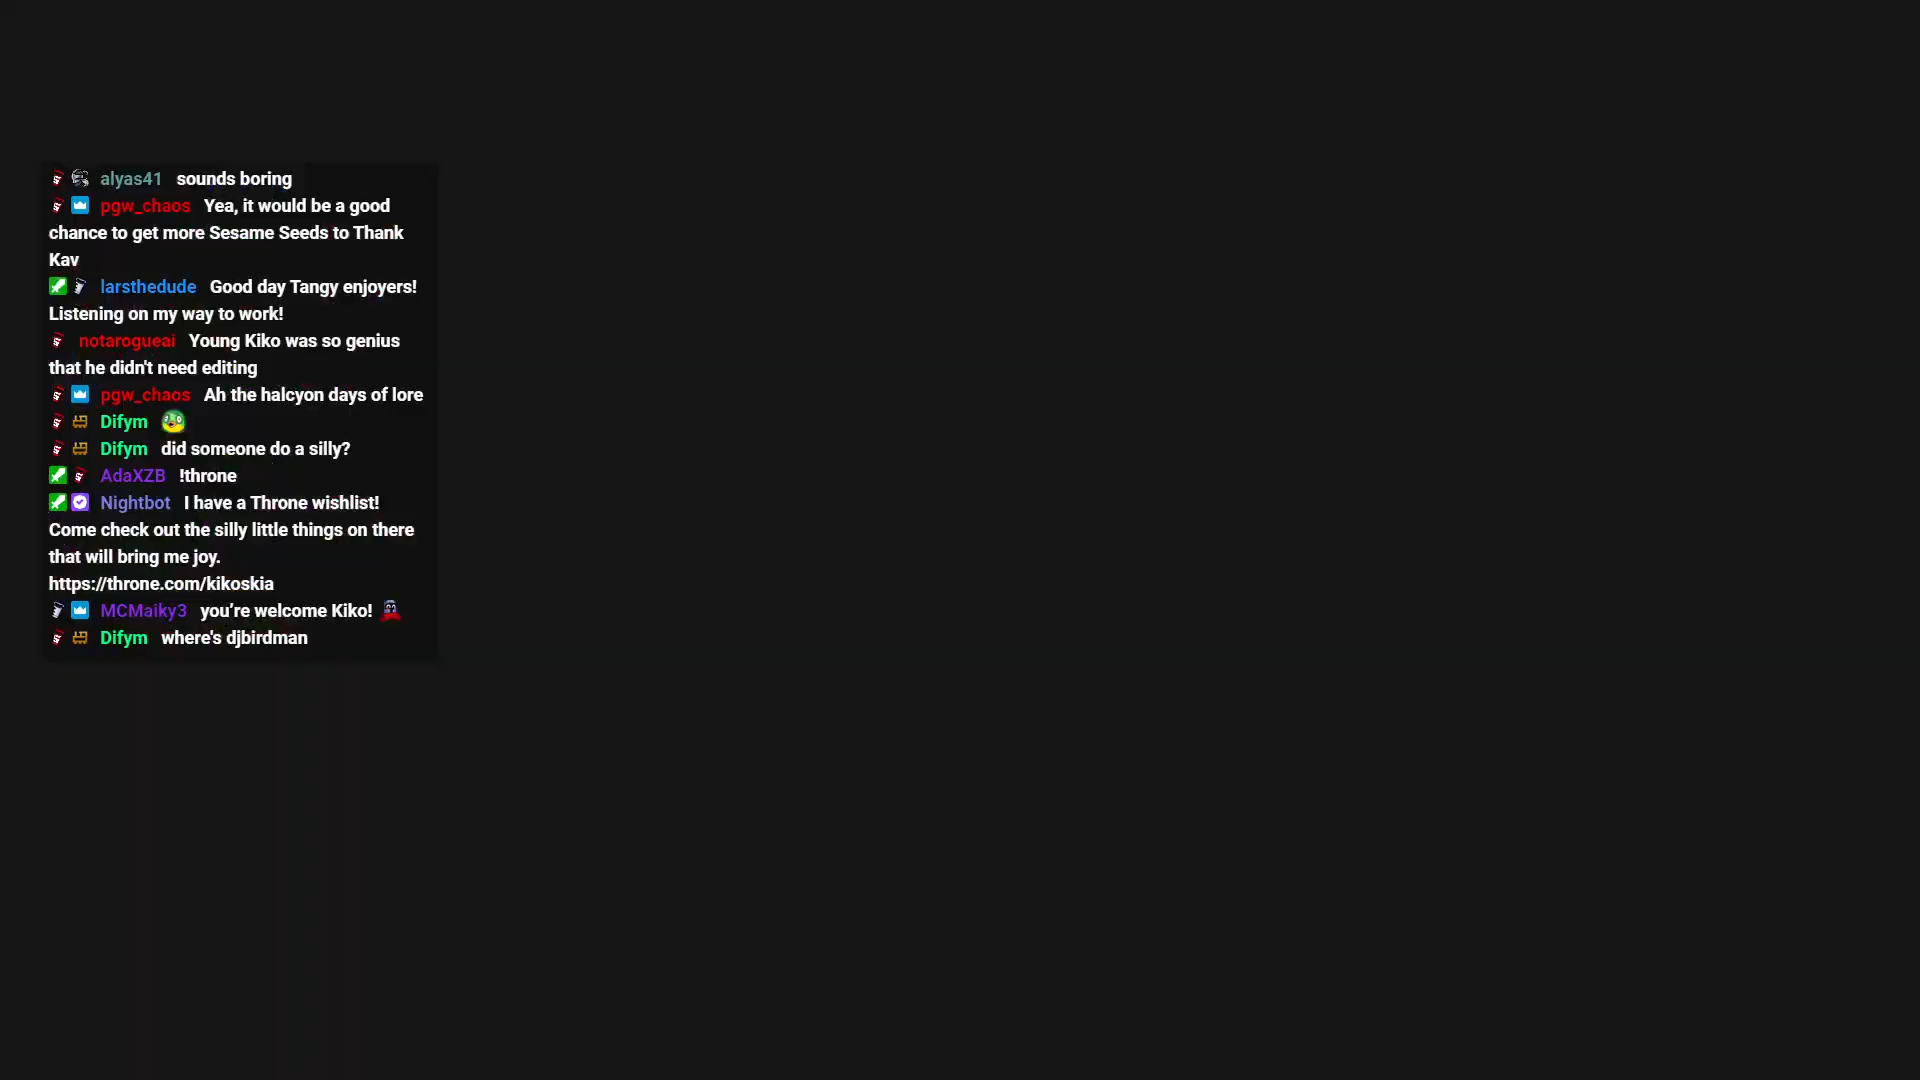 alyas41 sounds boring
pgw_chaos Yea, it would be a good
chance to get more Sesame Seeds to Thank
Kav
larsthedude Good day Tangy enjoyers!
Listening on my way to work!
notarogueai Young Kiko was so genius
that he didn't need editing
pgw_chaos Ah the halcyon days of lore
Difym
Difym did someone do a silly?
AdaXZB !throne
Nightbot I have a Throne wishlist!
Come check out the silly little things on there
that will bring me joy.
https://throne.com/kikoskia
MCMaiky3 you’re welcome Kiko!
Difym where's djbirdman